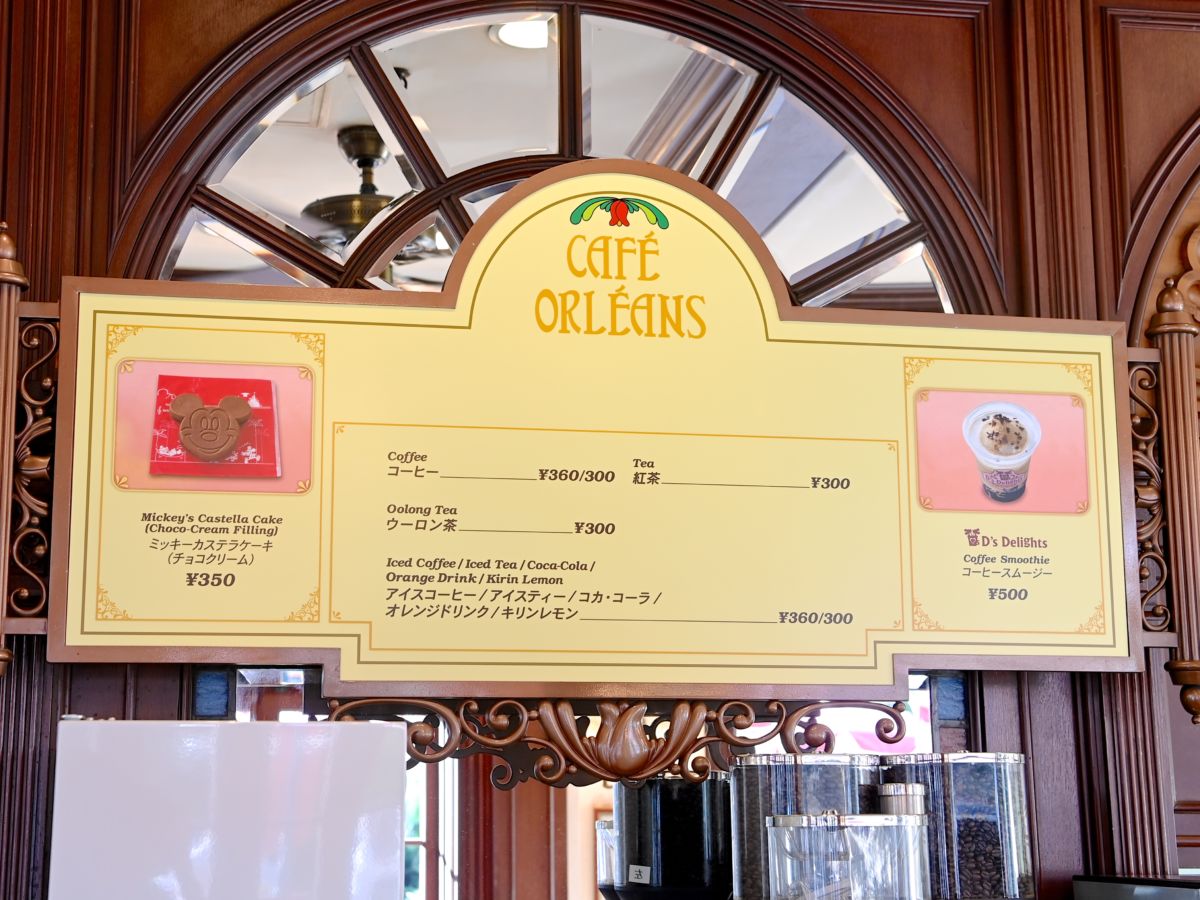 CAFÉ
ORLÉANS
Mickey's Castella Cake
(Choco-Cream Filling)
ミッキーカステラケーキ
（チョコクリーム）
¥350
Coffee
コーヒー ¥360/300
Tea
紅茶 ¥300
Oolong Tea
ウーロン茶 ¥300
Iced Coffee / Iced Tea / Coca-Cola /
Orange Drink / Kirin Lemon
アイスコーヒー / アイスティー / コカ・コーラ /
オレンジドリンク / キリンレモン ¥360/300
D's Delights
D's Delights
Coffee Smoothie
コーヒースムージー
¥500
左